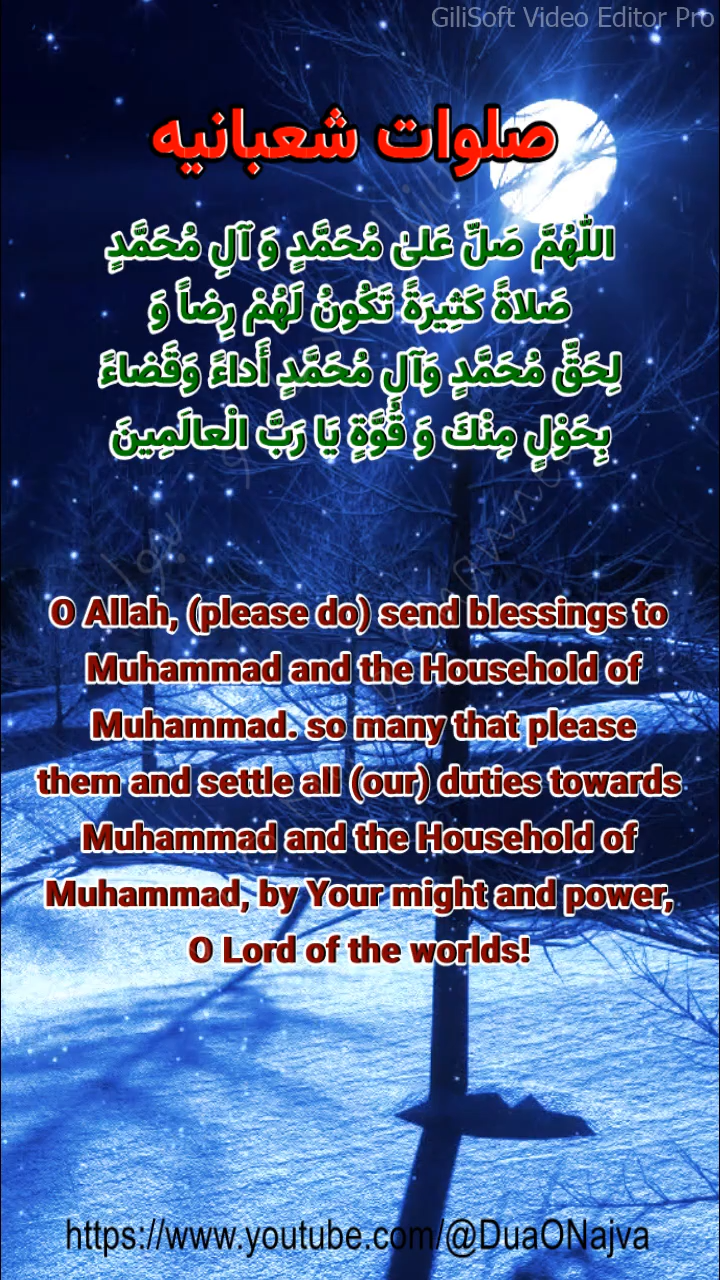 GiliSoft Video Editor Pro
صلوات شعبانیه
اللّٰهُمَّ صَلِّ عَلىٰ مُحَمَّدٍ وَ آلِ مُحَمَّدٍ
صَلاةً كَثِيرَةً تَكُونُ لَهُمْ رِضاً وَ
لِحَقِّ مُحَمَّدٍ وَآلِ مُحَمَّدٍ أَداءً وَقَضاءً
بِحَوْلٍ مِنْكَ وَ قُوَّةٍ يَا رَبَّ الْعالَمِينَ
O Allah, (please do) send blessings to
Muhammad and the Household of
Muhammad. so many that please
them and settle all (our) duties towards
Muhammad and the Household of
Muhammad, by Your might and power,
O Lord of the worlds!
https://www.youtube.com/@DuaONajva